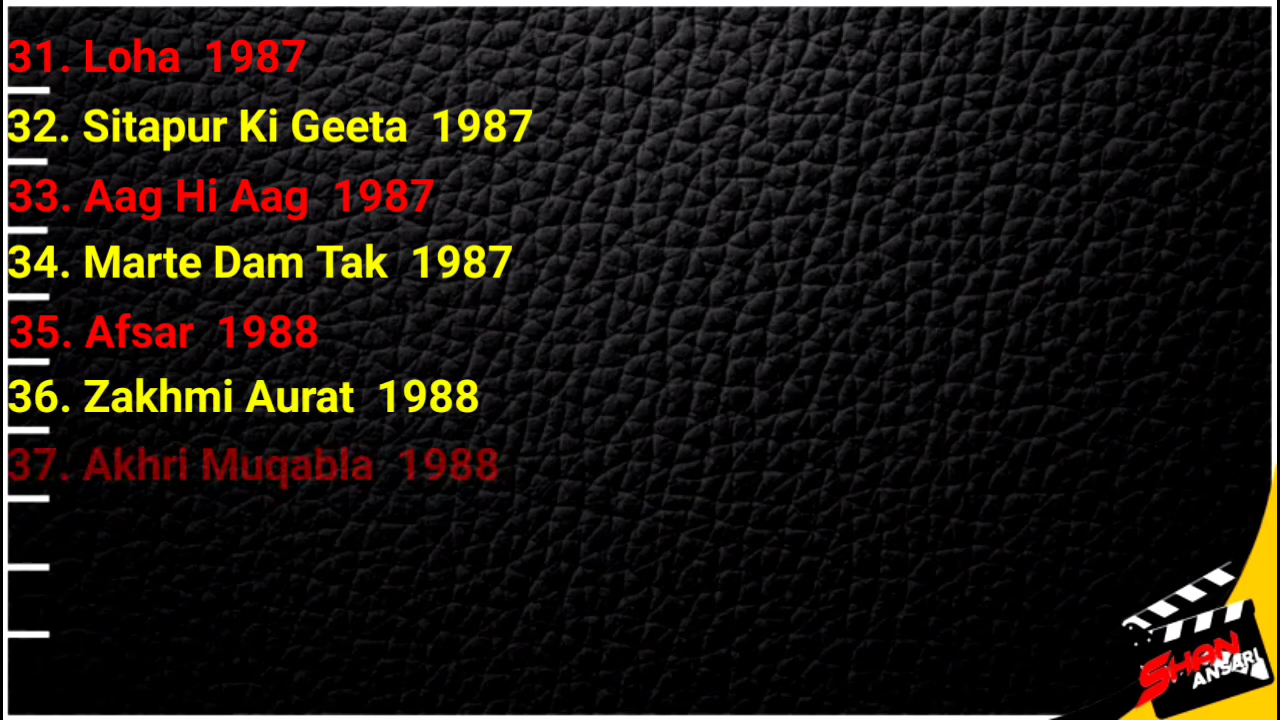 31. Loha 1987
32. Sitapur Ki Geeta 1987
33. Aag Hi Aag 1987
34. Marte Dam Tak 1987
35. Afsar 1988
36. Zakhmi Aurat 1988
37. Akhri Muqabla 1988
SHAN
ANSARI